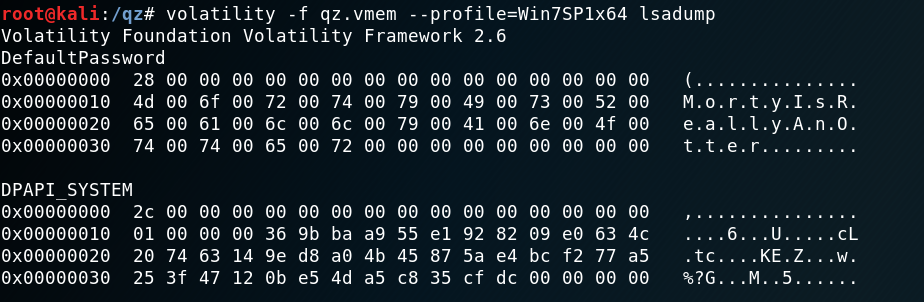 root@kali:/qz# volatility -f qz.vmem --profile=Win7SP1x64 lsadump
Volatility Foundation Volatility Framework 2.6
DefaultPassword
0x00000000  28 00 00 00 00 00 00 00 00 00 00 00 00 00 00 00   (...............
0x00000010  4d 00 6f 00 72 00 74 00 79 00 49 00 73 00 52 00   M.o.r.t.y.I.s.R.
0x00000020  65 00 61 00 6c 00 6c 00 79 00 41 00 6e 00 4f 00   e.a.l.l.y.A.n.O.
0x00000030  74 00 74 00 65 00 72 00 00 00 00 00 00 00 00 00   t.t.e.r.........
DPAPI_SYSTEM
0x00000000  2c 00 00 00 00 00 00 00 00 00 00 00 00 00 00 00   ,...............
0x00000010  01 00 00 00 36 9b ba a9 55 e1 92 82 09 e0 63 4c   ....6...U.....cL
0x00000020  20 74 63 14 9e d8 a0 4b 45 87 5a e4 bc f2 77 a5   .tc....KE.Z...w.
0x00000030  25 3f 47 12 0b e5 4d a5 c8 35 cf dc 00 00 00 00   %?G...M..5......